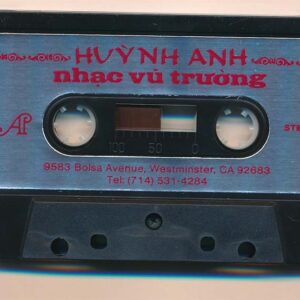 HUỲNH ANH
nhạc vũ trường
AP
100 50 0
9583 Bolsa Avenue, Westminster, CA 92683
Tel: (714) 531-4284